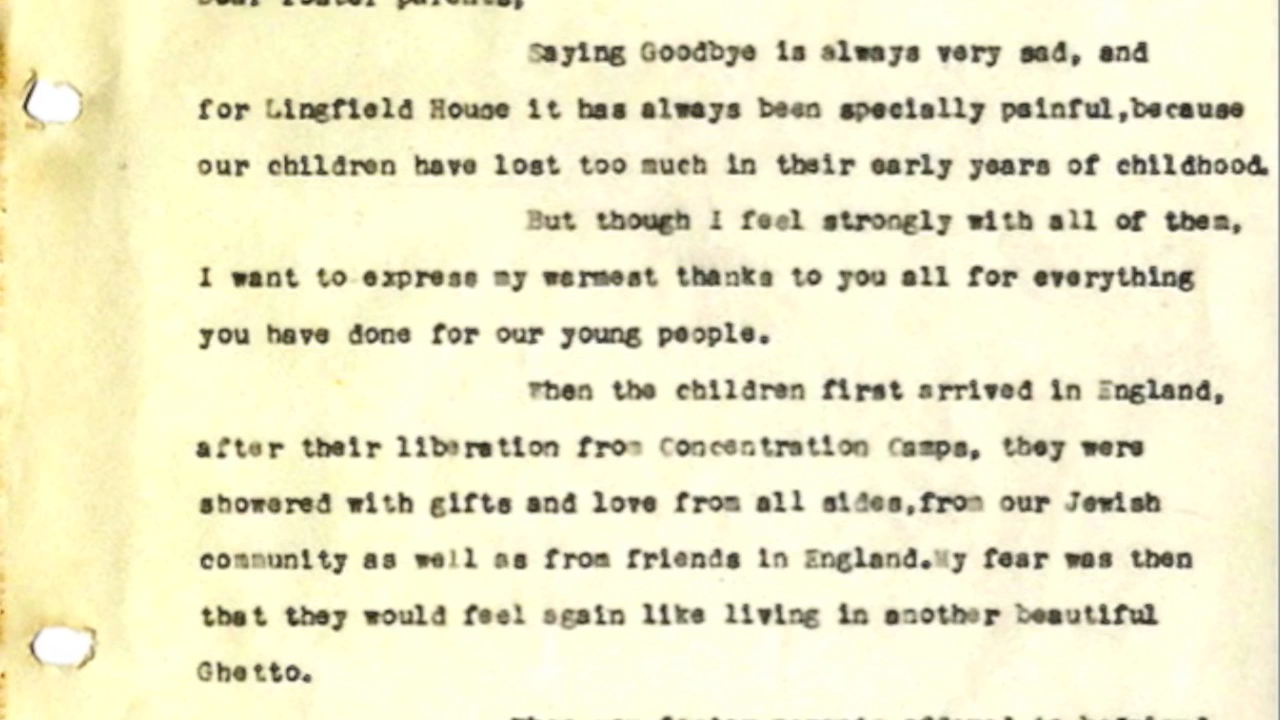 Dear foster parents,
Saying Goodbye is always very sad, and
for Lingfield House it has always been specially painful,because
our children have lost too much in their early years of childhood.
But though I feel strongly with all of them,
I want to express my warmest thanks to you all for everything
you have done for our young people.
When the children first arrived in England,
after their liberation from Concentration Camps, they were
showered with gifts and love from all sides,from our Jewish
community as well as from friends in England.My fear was then
that they would feel again like living in another beautiful
Ghetto.